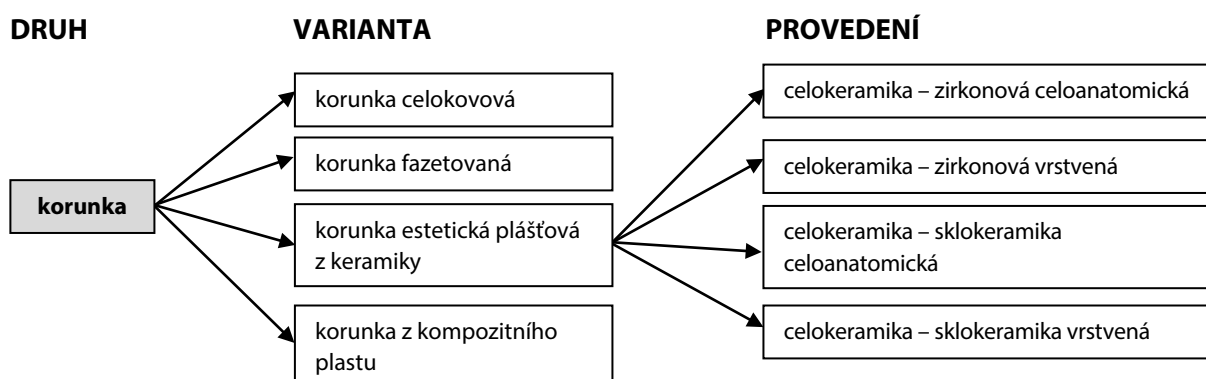 DRUH
VARIANTA
PROVEDENÍ
korunka
korunka celokovová
korunka fazetovaná
korunka estetická plášťová
z keramiky
korunka z kompozitního
plastu
celokeramika – zirkonová celoanatomická
celokeramika – zirkonová vrstvená
celokeramika – sklokeramika
celoanatomická
celokeramika – sklokeramika vrstvená